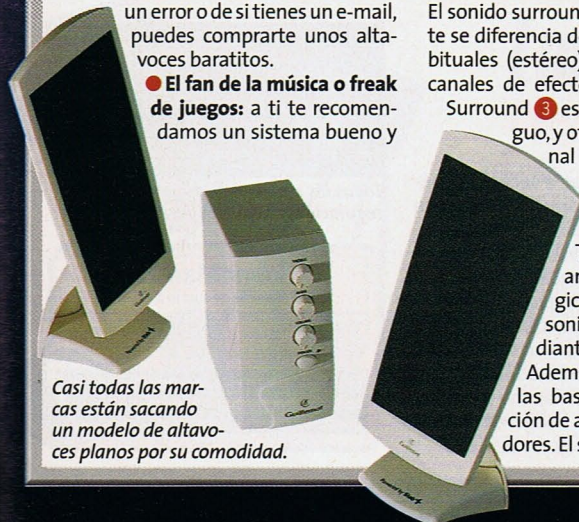 un error o de si tienes un e-mail,
puedes comprarte unos alta-
voces baratitos.
● El fan de la música o freak
de juegos: a ti te recomen-
damos un sistema bueno y
Casi todas las mar-
cas están sacando
un modelo de altavo-
ces planos por su comodidad.
El sonido surroun
te se diferencia d
bituales (estéreo)
canales de efect
Surround 3 es
guo, y o
nal
ar
gic
soni
diant
Adem
las bas
ción de a
dores. El s
Guillemot